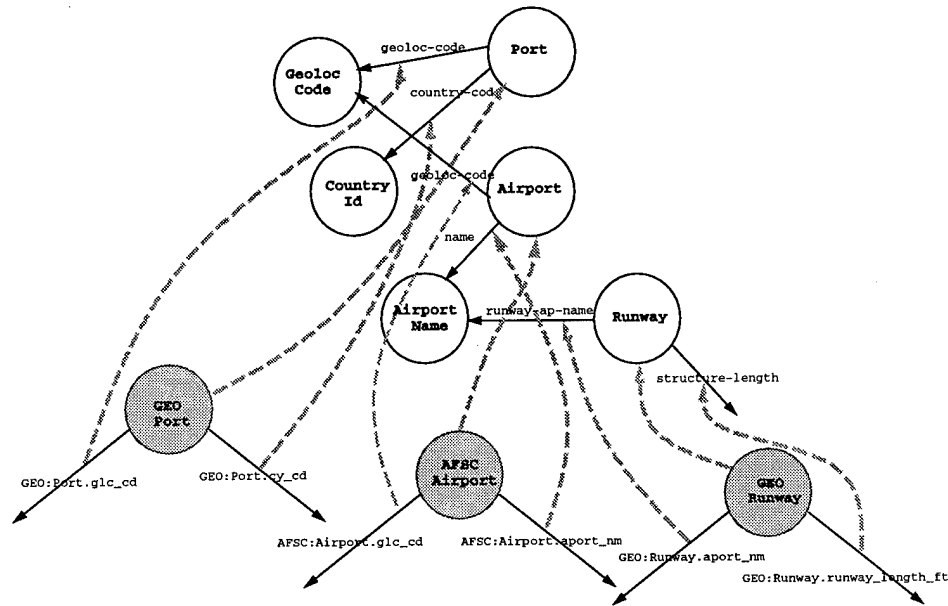 geoloc-code
Port
Geoloc
Code
country-cod
geoloc-code
Country
Id
Airport
name
Airport
Name
runway-ap-name
Runway
structure-length
GEO
Port
GEO:Port.glc_cd
GEO:Port.cy_cd
AFSC
Airport
AFSC:Airport.glc_cd
AFSC:Airport.aport_nm
GEO
Runway
GEO:Runway.aport_nm
GEO:Runway.runway_length_ft